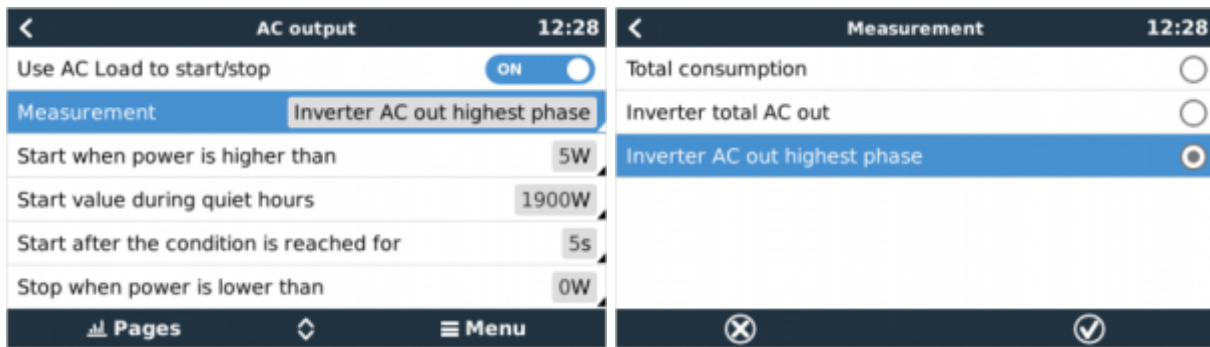 AC output 12:28
Use AC Load to start/stop ON
Measurement Inverter AC out highest phase
Start when power is higher than 5W
Start value during quiet hours 1900W
Start after the condition is reached for 5s
Stop when power is lower than 0W
Pages Menu
Measurement 12:28
Total consumption
Inverter total AC out
Inverter AC out highest phase